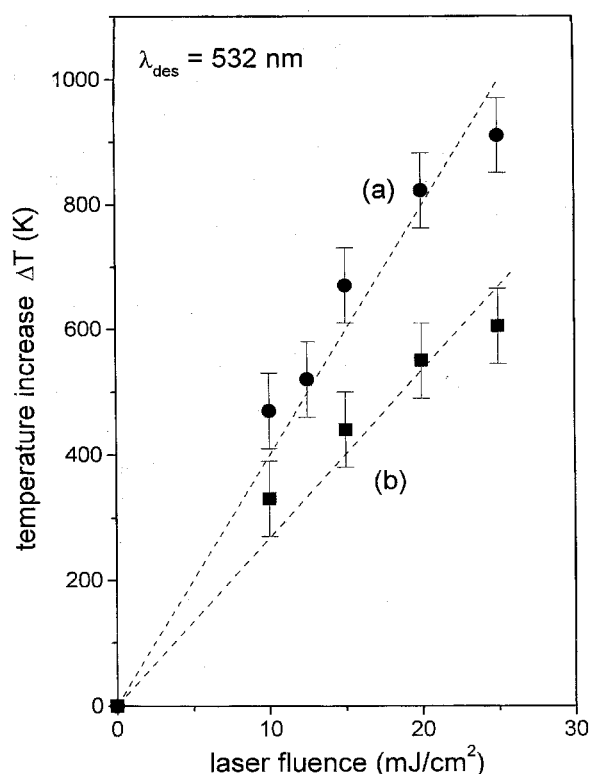 λdes = 532 nm
1000
800
600
400
200
0
temperature increase ΔT (K)
(a)
(b)
0 10 20 30
laser fluence (mJ/cm²)